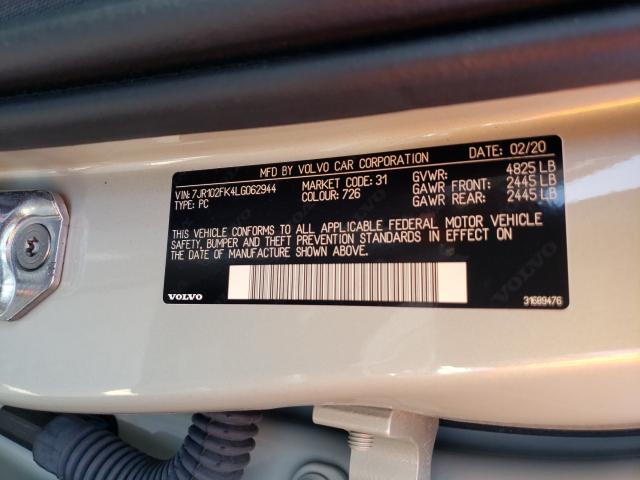 MFD BY VOLVO CAR CORPORATION DATE: 02/20
VIN: 7JR102FK4LG062944 MARKET CODE: 31 GVWR: 4825 LB
TYPE: PC COLOUR: 726 GAWR FRONT: 2445 LB
GAWR REAR: 2445 LB
THIS VEHICLE CONFORMS TO ALL APPLICABLE FEDERAL MOTOR VEHICLE
SAFETY, BUMPER AND THEFT PREVENTION STANDARDS IN EFFECT ON
THE DATE OF MANUFACTURE SHOWN ABOVE.
VOLVO 31689476